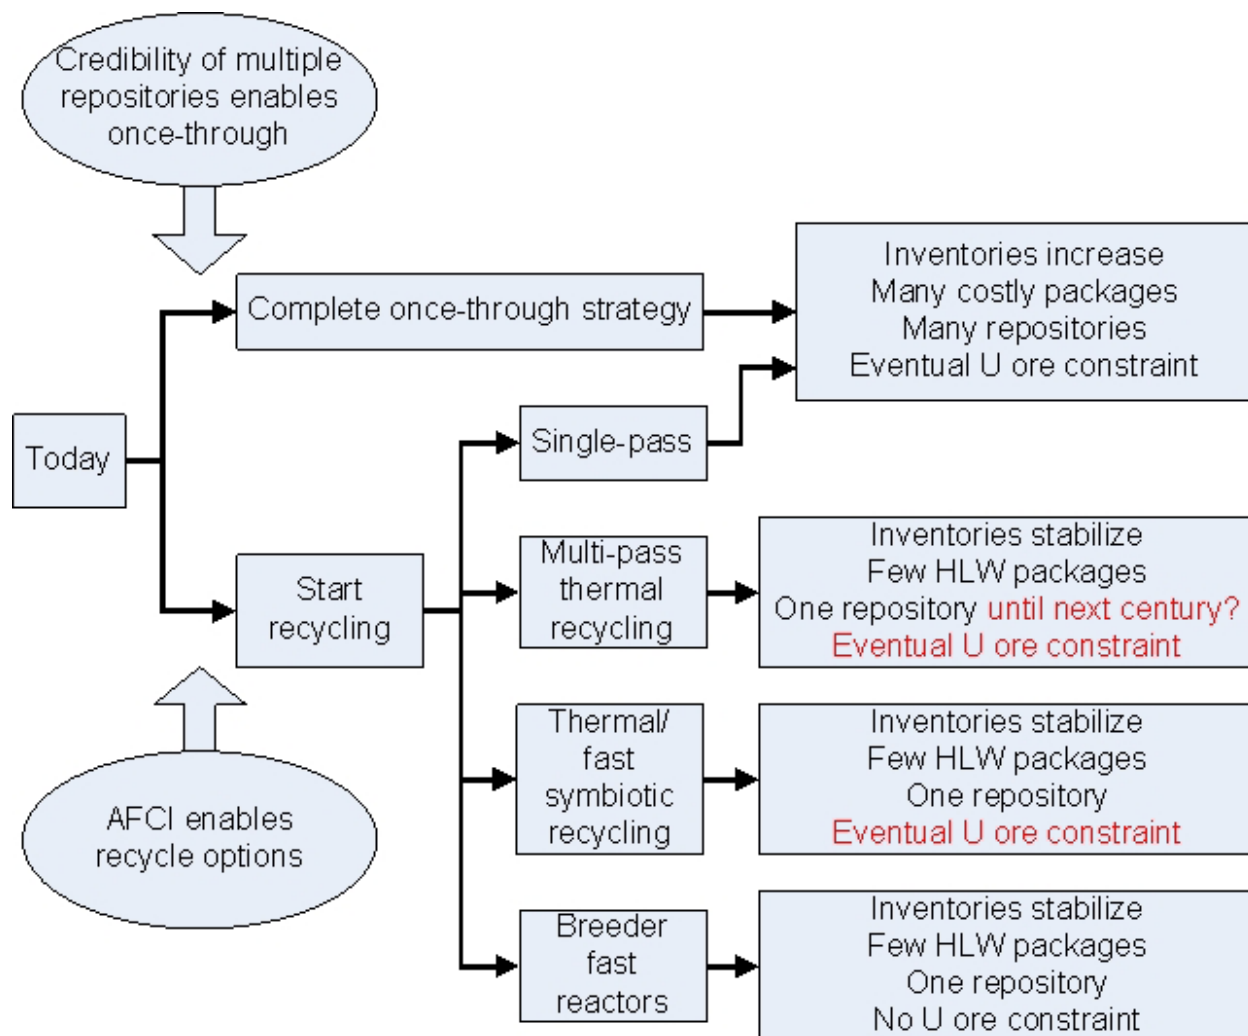 Credibility of multiple
repositories enables
once-through
Complete once-through strategy
Inventories increase
Many costly packages
Many repositories
Eventual U ore constraint
Today
Single-pass
Start
recycling
Multi-pass
thermal
recycling
Inventories stabilize
Few HLW packages
One repository until next century?
Eventual U ore constraint
Thermal/
fast
symbiotic
recycling
Inventories stabilize
Few HLW packages
One repository
Eventual U ore constraint
AFCI enables
recycle options
Breeder
fast
reactors
Inventories stabilize
Few HLW packages
One repository
No U ore constraint